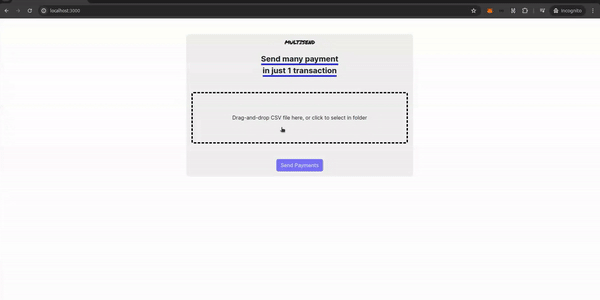 localhost:3000
Incognito
MULTISEND
Send many payment
in just 1 transaction
Drag-and-drop CSV file here, or click to select in folder
Send Payments